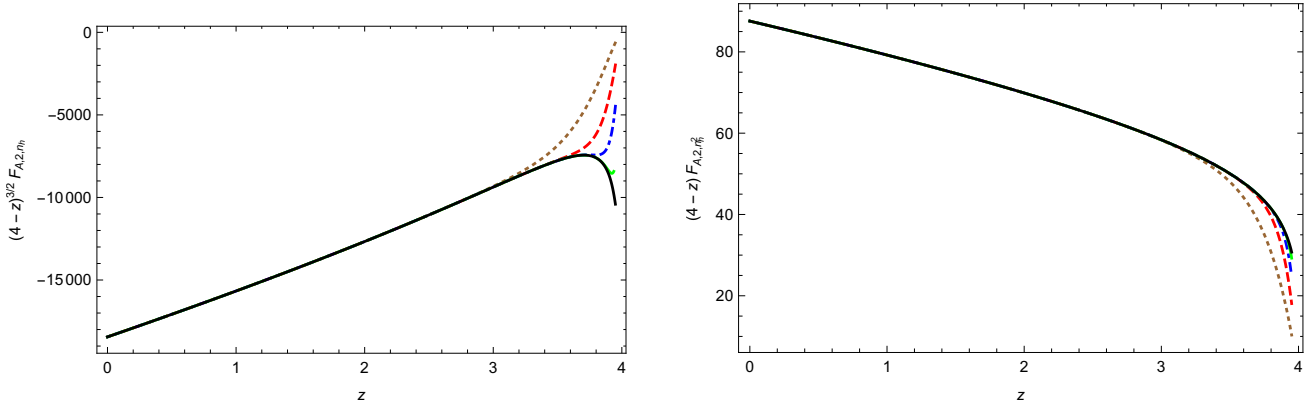 0
−5000
−10000
−15000
0 1 2 3 4
z
(4 − z)^{3/2} F_{A,2,n_h}
80
60
40
20
0 1 2 3 4
z
(4 − z) F_{A,2,n_h^2}